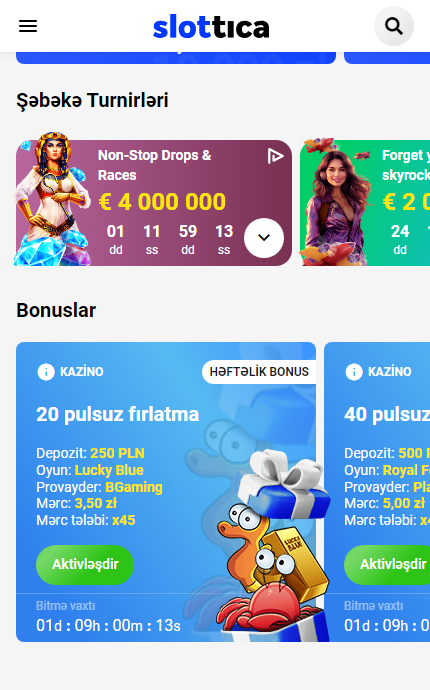 slottica
Şəbəkə Turnirləri
Non-Stop Drops &
Races
€ 4 000 000
01 11 59 13
dd ss dd ss
Forget y
skyrock
€ 2 0
24 1
dd
Bonuslar
KAZİNO
HƏFTƏLİK BONUS
20 pulsuz fırlatma
Depozit: 250 PLN
Oyun: Lucky Blue
Provayder: BGaming
Mərc: 3,50 zł
Mərc tələbi: x45
Aktivləşdir
Bitmə vaxtı
01d : 09h : 00m : 13s
LUCKY
BLUE
KAZİNO
40 pulsuz
Depozit: 500 P
Oyun: Royal F
Provayder: Pla
Mərc: 5,00 zł
Mərc tələbi: x4
Aktivləşdir
Bitmə vaxtı
01d : 09h : 0